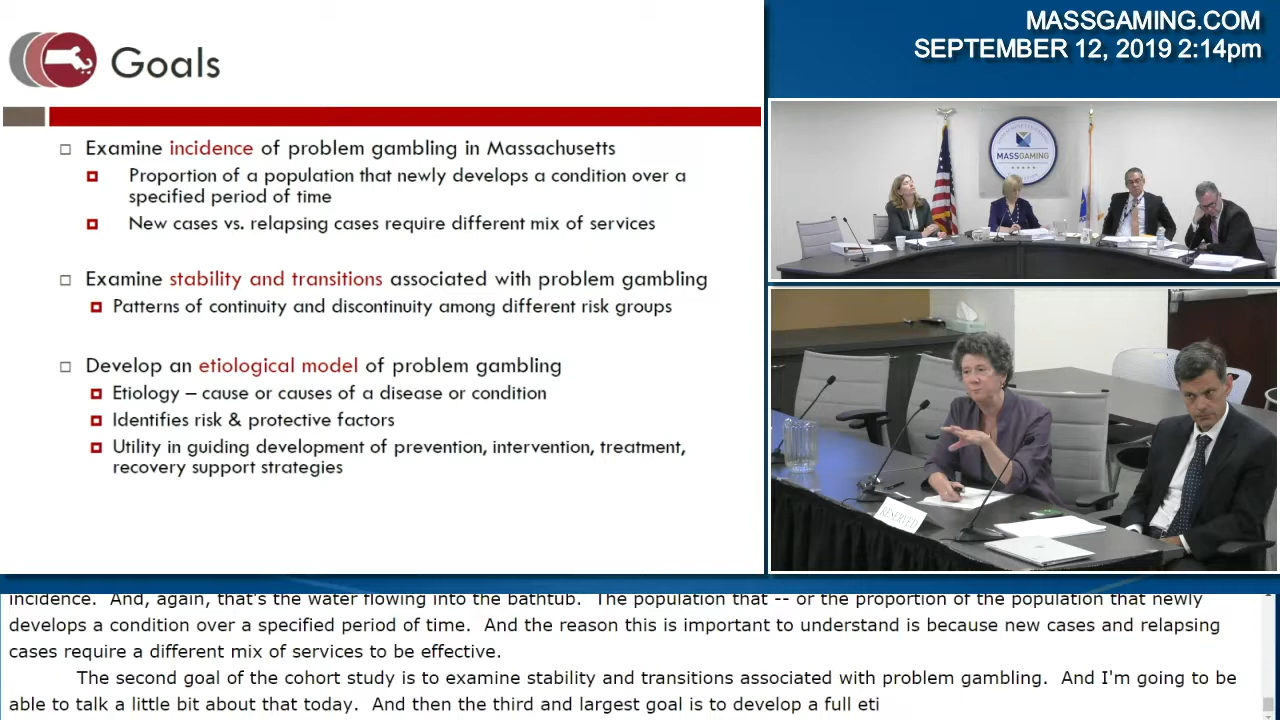 MASSGAMING.COM
SEPTEMBER 12, 2019 2:14pm
Goals
Examine incidence of problem gambling in Massachusetts
Proportion of a population that newly develops a condition over a
specified period of time
New cases vs. relapsing cases require different mix of services
Examine stability and transitions associated with problem gambling
Patterns of continuity and discontinuity among different risk groups
Develop an etiological model of problem gambling
Etiology – cause or causes of a disease or condition
Identifies risk & protective factors
Utility in guiding development of prevention, intervention, treatment,
recovery support strategies
MASSGAMING
RESERVED
incidence. And, again, that's the water flowing into the bathtub. The population that -- or the proportion of the population that newly
develops a condition over a specified period of time. And the reason this is important to understand is because new cases and relapsing
cases require a different mix of services to be effective.
The second goal of the cohort study is to examine stability and transitions associated with problem gambling. And I'm going to be
able to talk a little bit about that today. And then the third and largest goal is to develop a full eti